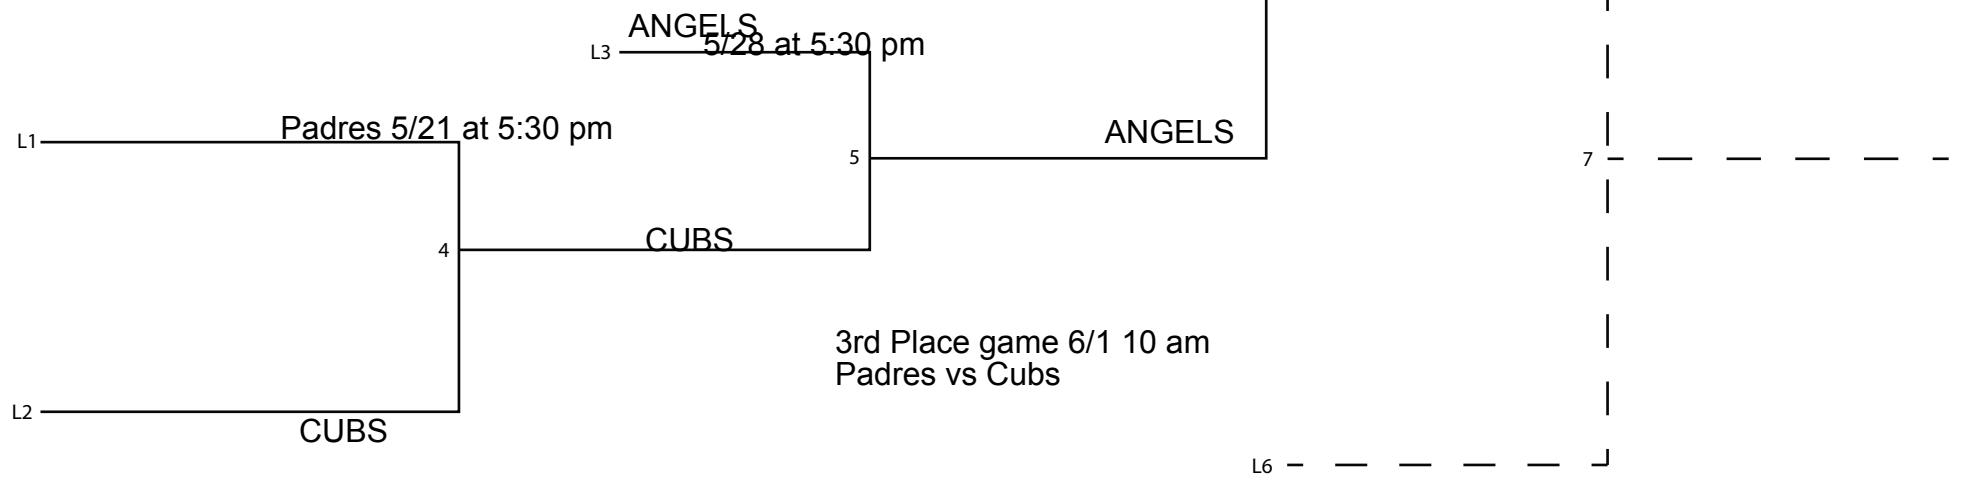 ANGELS
5/28 at 5:30 pm
L3
Padres 5/21 at 5:30 pm
L1
ANGELS
5
7
CUBS
4
3rd Place game 6/1 10 am
Padres vs Cubs
L2
CUBS
L6